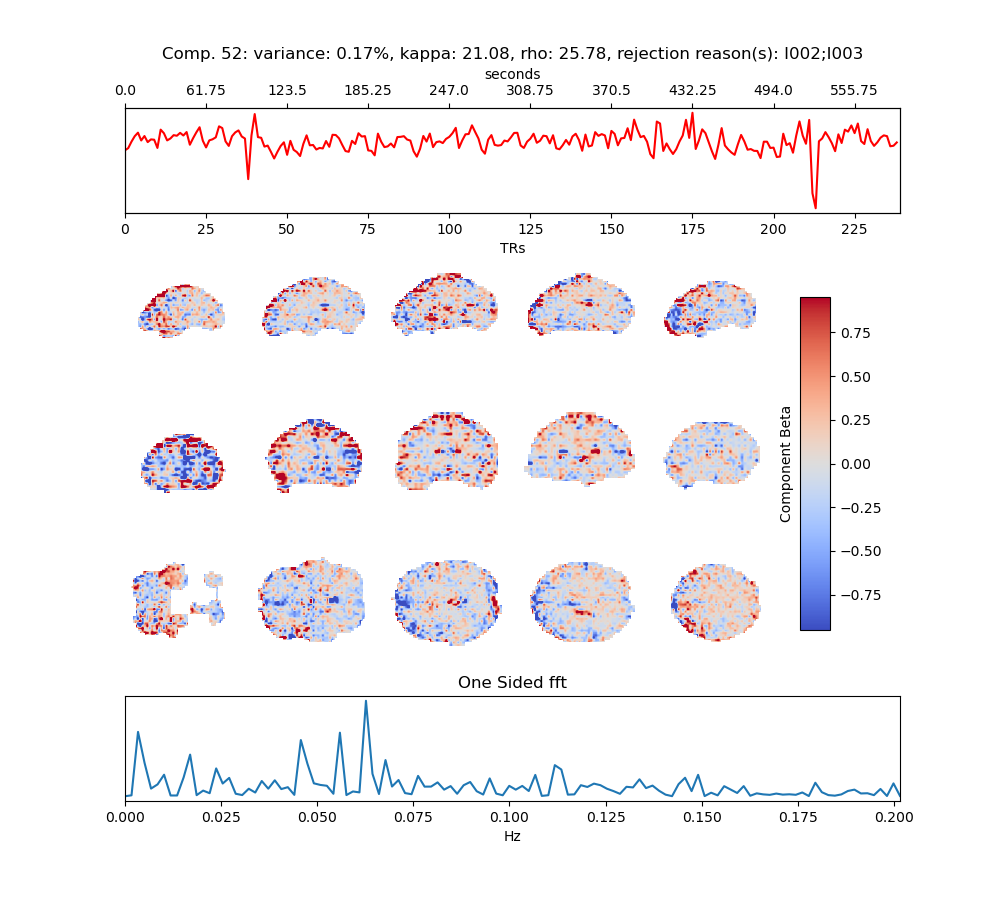 Comp. 52: variance: 0.17%, kappa: 21.08, rho: 25.78, rejection reason(s): I002;I003
seconds
0.0 61.75 123.5 185.25 247.0 308.75 370.5 432.25 494.0 555.75
0 25 50 75 100 125 150 175 200 225
TRs
0.75
0.50
0.25
0.00
−0.25
−0.50
−0.75
Component Beta
One Sided fft
0.000 0.025 0.050 0.075 0.100 0.125 0.150 0.175 0.200
Hz